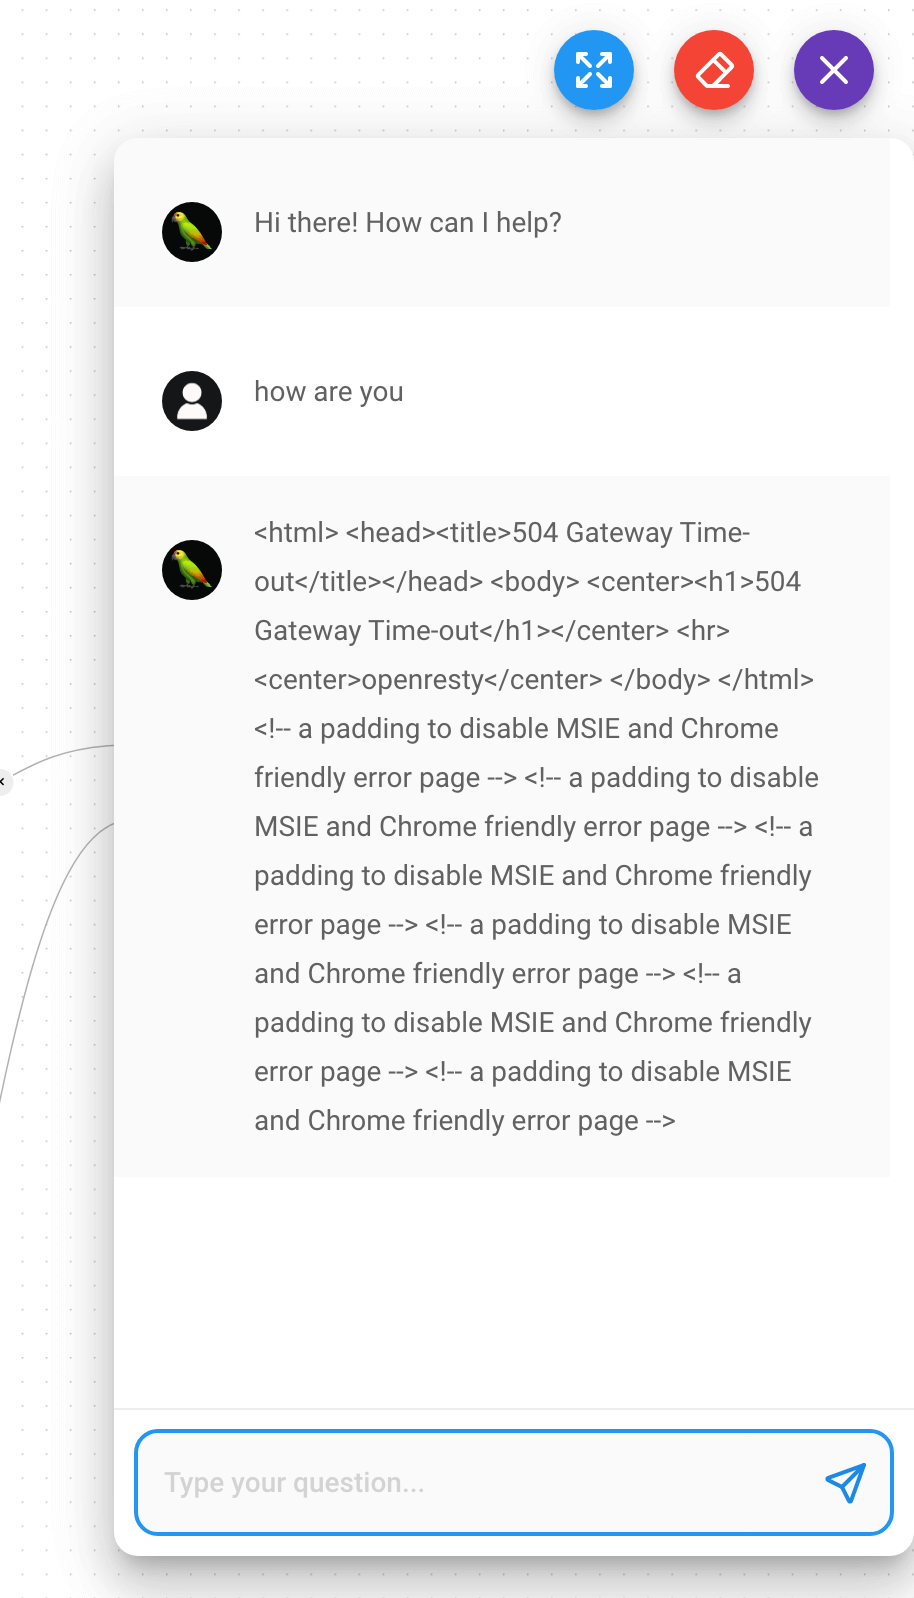 Hi there! How can I help?
how are you
<html> <head><title>504 Gateway Time-
out</title></head> <body> <center><h1>504
Gateway Time-out</h1></center> <hr>
<center>openresty</center> </body> </html>
<!-- a padding to disable MSIE and Chrome
friendly error page --> <!-- a padding to disable
MSIE and Chrome friendly error page --> <!-- a
padding to disable MSIE and Chrome friendly
error page --> <!-- a padding to disable MSIE
and Chrome friendly error page --> <!-- a
padding to disable MSIE and Chrome friendly
error page --> <!-- a padding to disable MSIE
and Chrome friendly error page -->
Type your question...